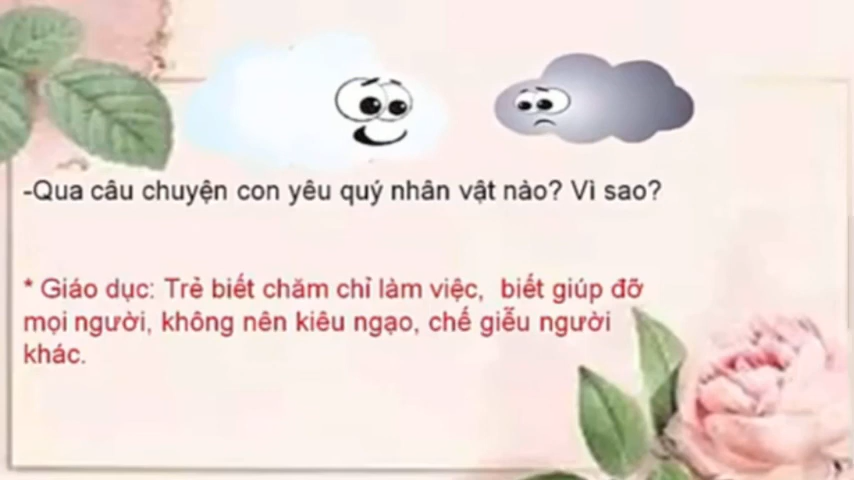 -Qua câu chuyện con yêu quý nhân vật nào? Vì sao?
* Giáo dục: Trẻ biết chăm chỉ làm việc, biết giúp đỡ
mọi người, không nên kiêu ngạo, chế giễu người
khác.